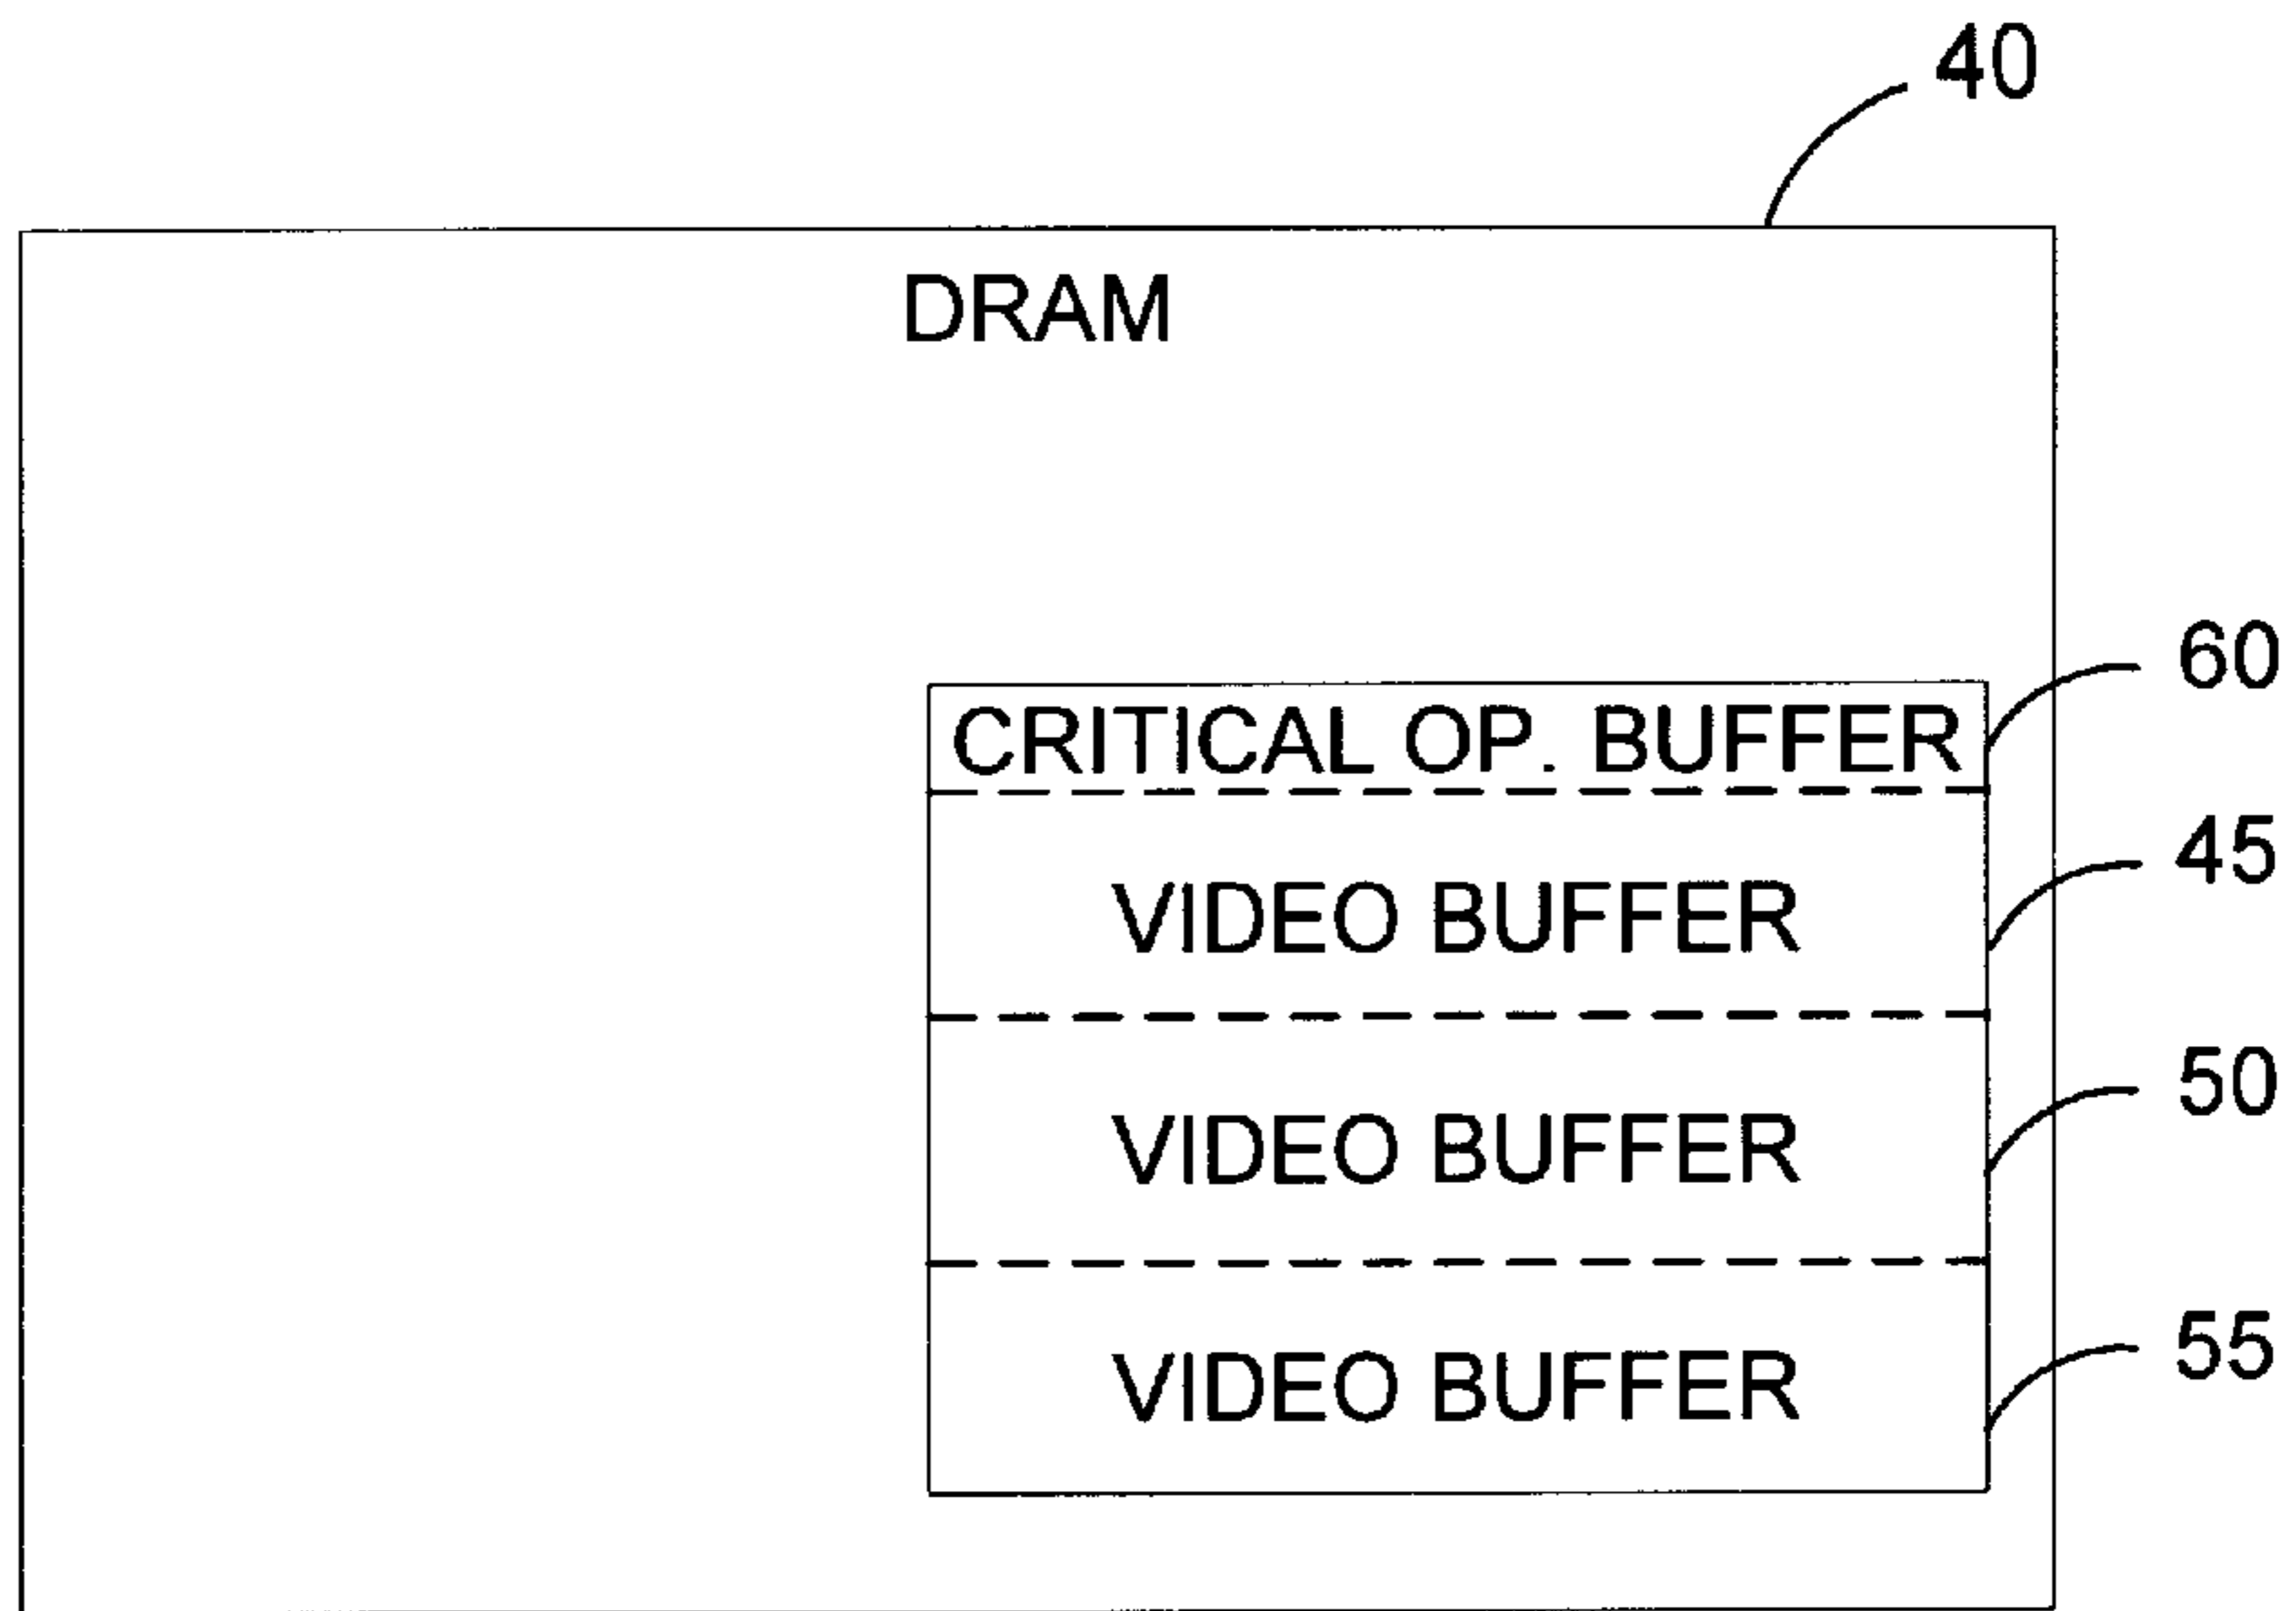 40
DRAM
60
CRITICAL OP. BUFFER
45
VIDEO BUFFER
50
VIDEO BUFFER
55
VIDEO BUFFER